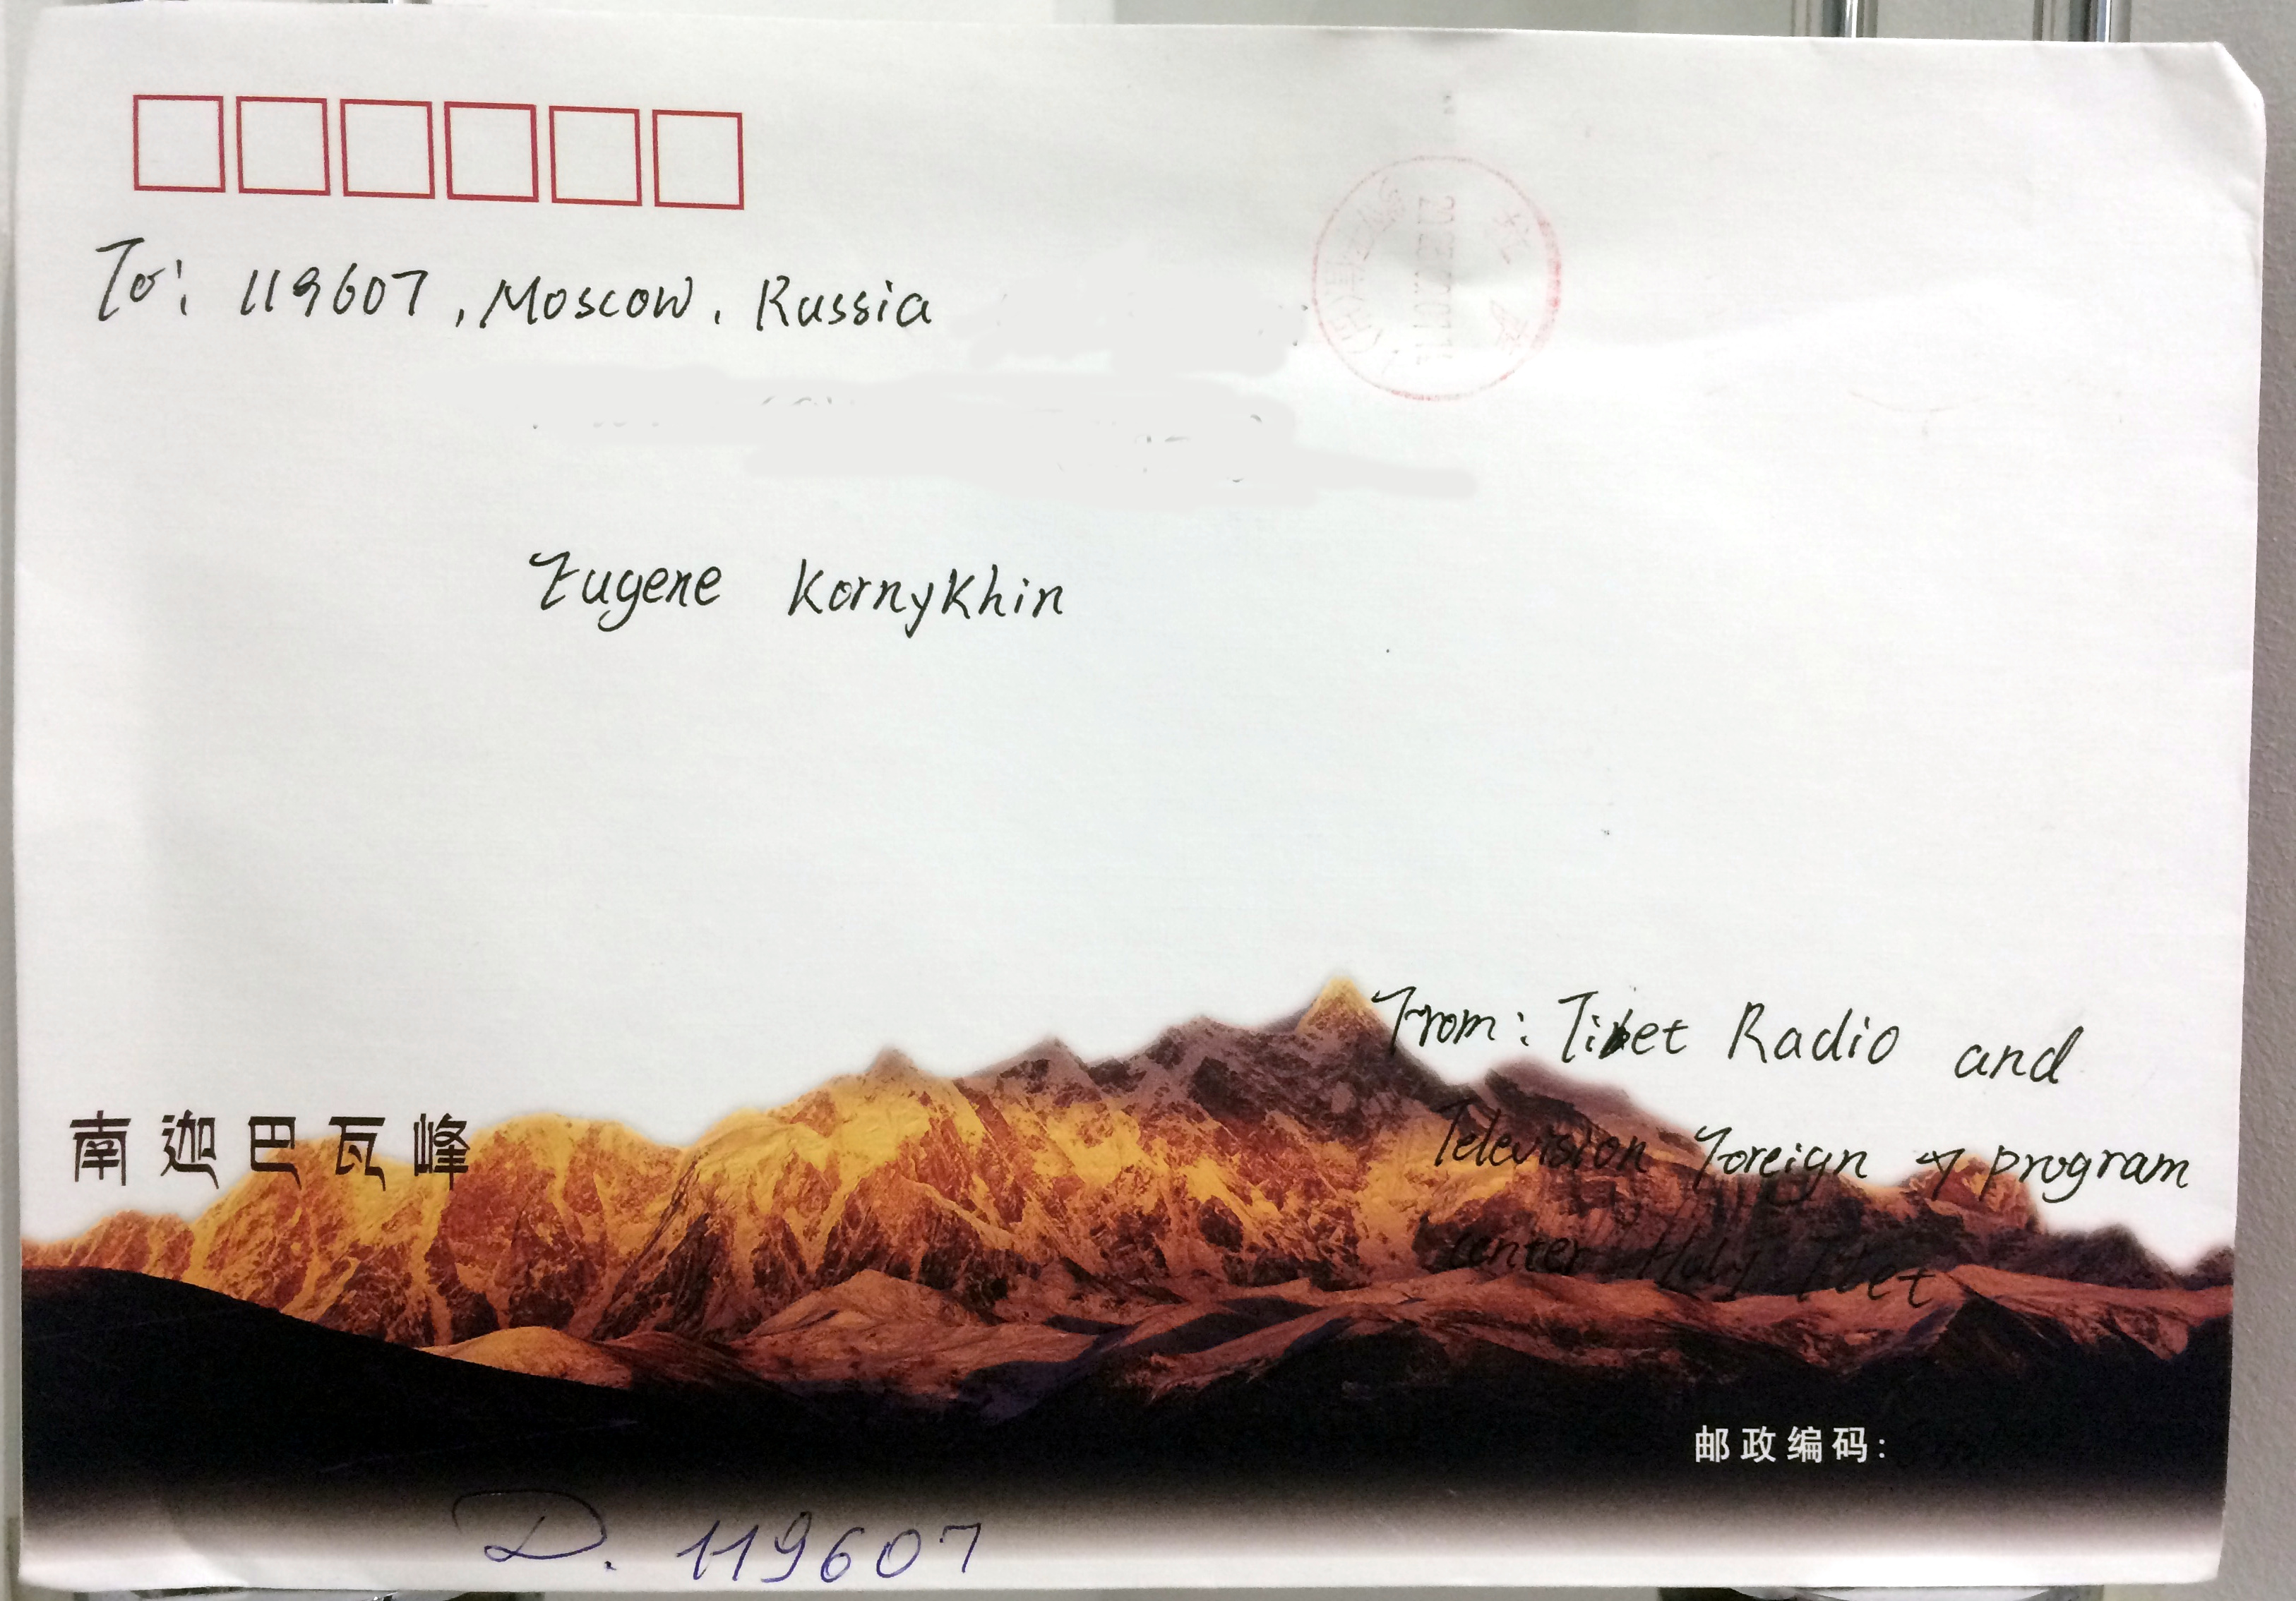 To: 119607, Moscow, Russia
Eugene Kornykhin
From: Tibet Radio and
Television Foreign program
center Holy Tibet
南迦巴瓦峰
邮政编码:
D. 119607